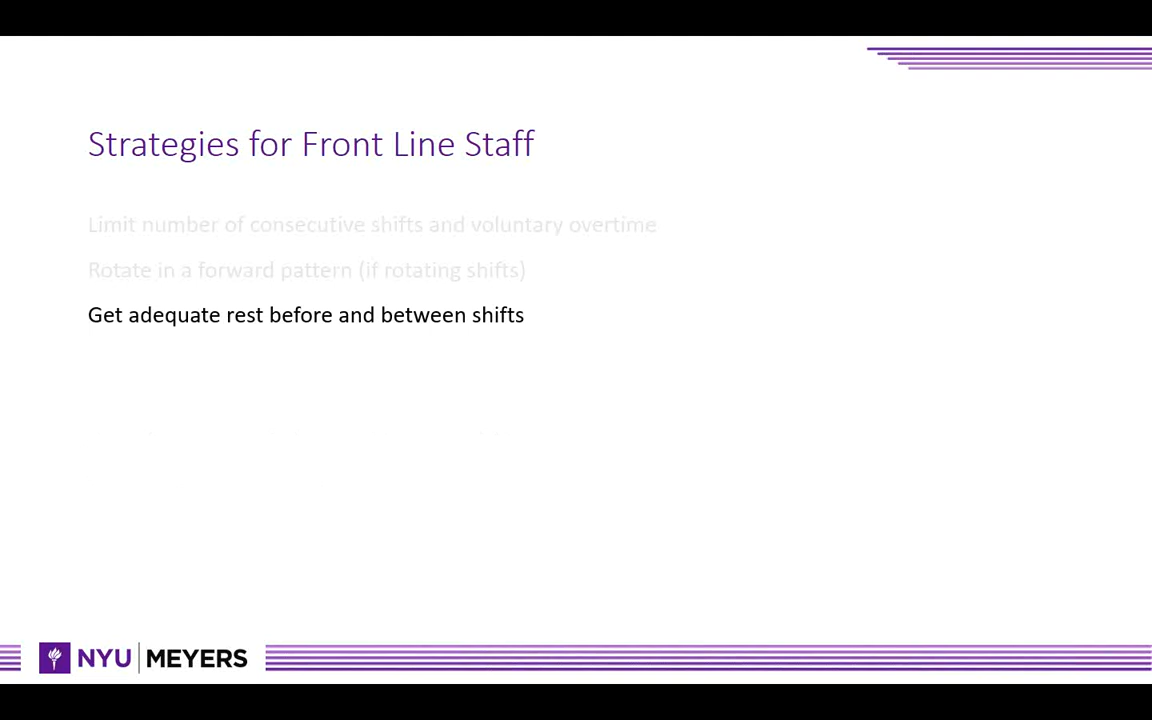 Strategies for Front Line Staff
Limit number of consecutive shifts and voluntary overtime
Rotate in a forward pattern (if rotating shifts)
Get adequate rest before and between shifts
NYU MEYERS